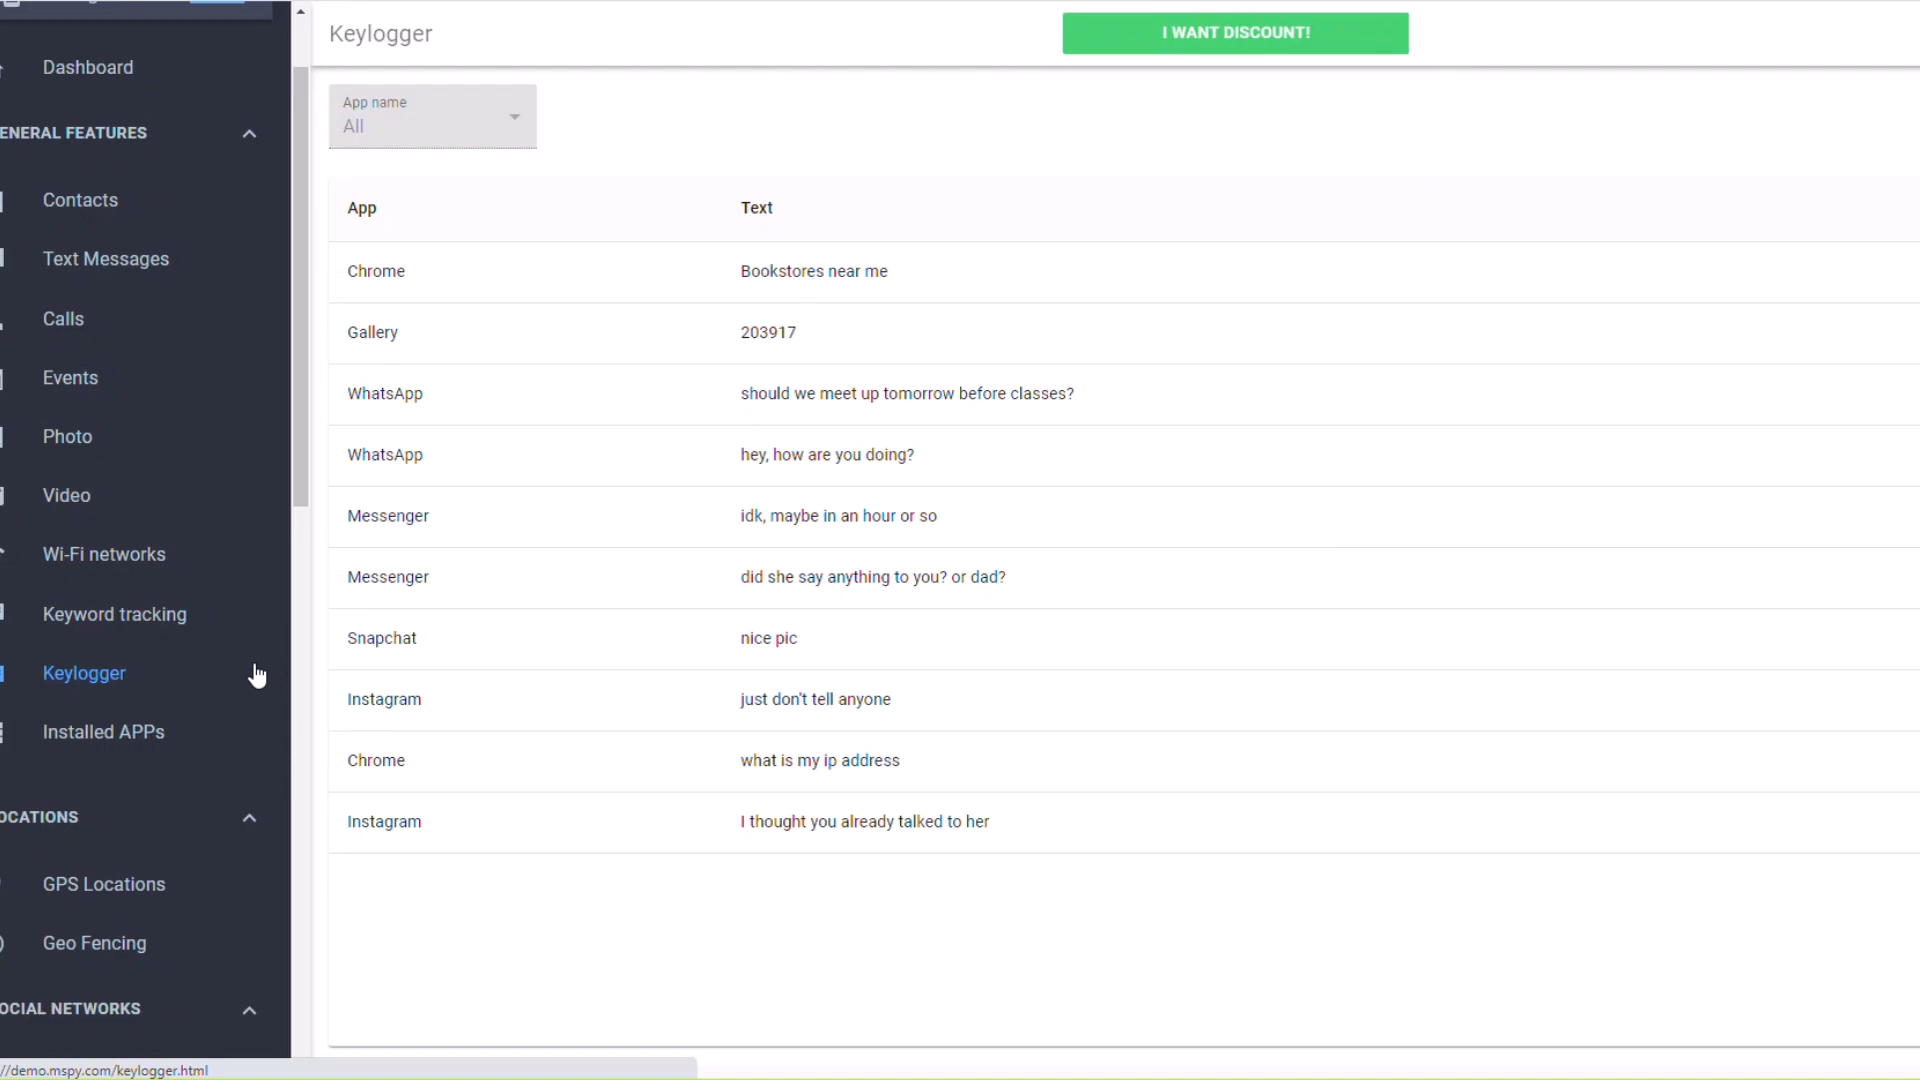 Keylogger
I WANT DISCOUNT!
Dashboard
App name
All
ENERAL FEATURES
Contacts
Text Messages
Calls
Events
Photo
Video
Wi-Fi networks
Keyword tracking
Keylogger
Installed APPs
OCATIONS
GPS Locations
Geo Fencing
OCIAL NETWORKS
App Text
Chrome Bookstores near me
Gallery 203917
WhatsApp should we meet up tomorrow before classes?
WhatsApp hey, how are you doing?
Messenger idk, maybe in an hour or so
Messenger did she say anything to you? or dad?
Snapchat nice pic
Instagram just don't tell anyone
Chrome what is my ip address
Instagram I thought you already talked to her
//demo.mspy.com/keylogger.html